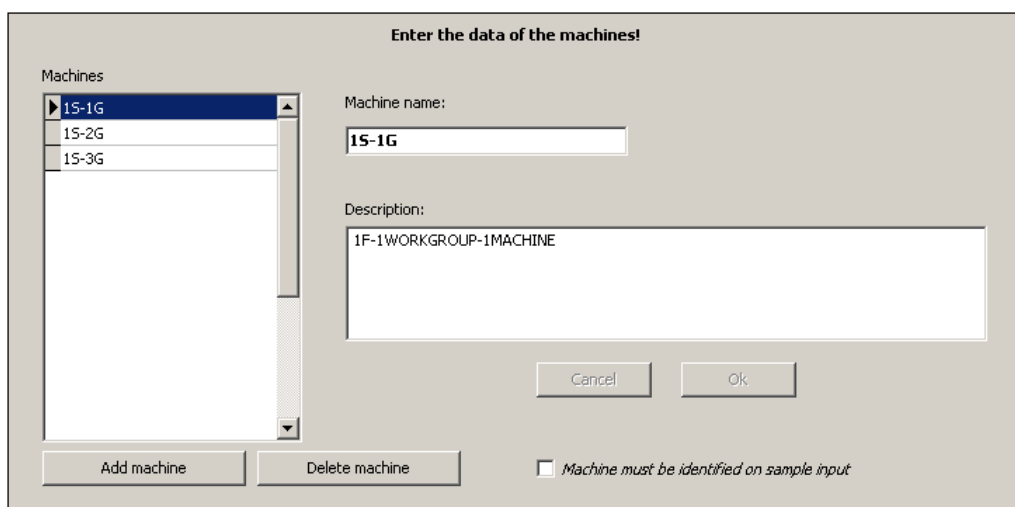 Enter the data of the machines!
Machines
1S-1G
1S-2G
1S-3G
Machine name:
1S-1G
Description:
1F-1WORKGROUP-1MACHINE
Cancel
Ok
Add machine
Delete machine
Machine must be identified on sample input